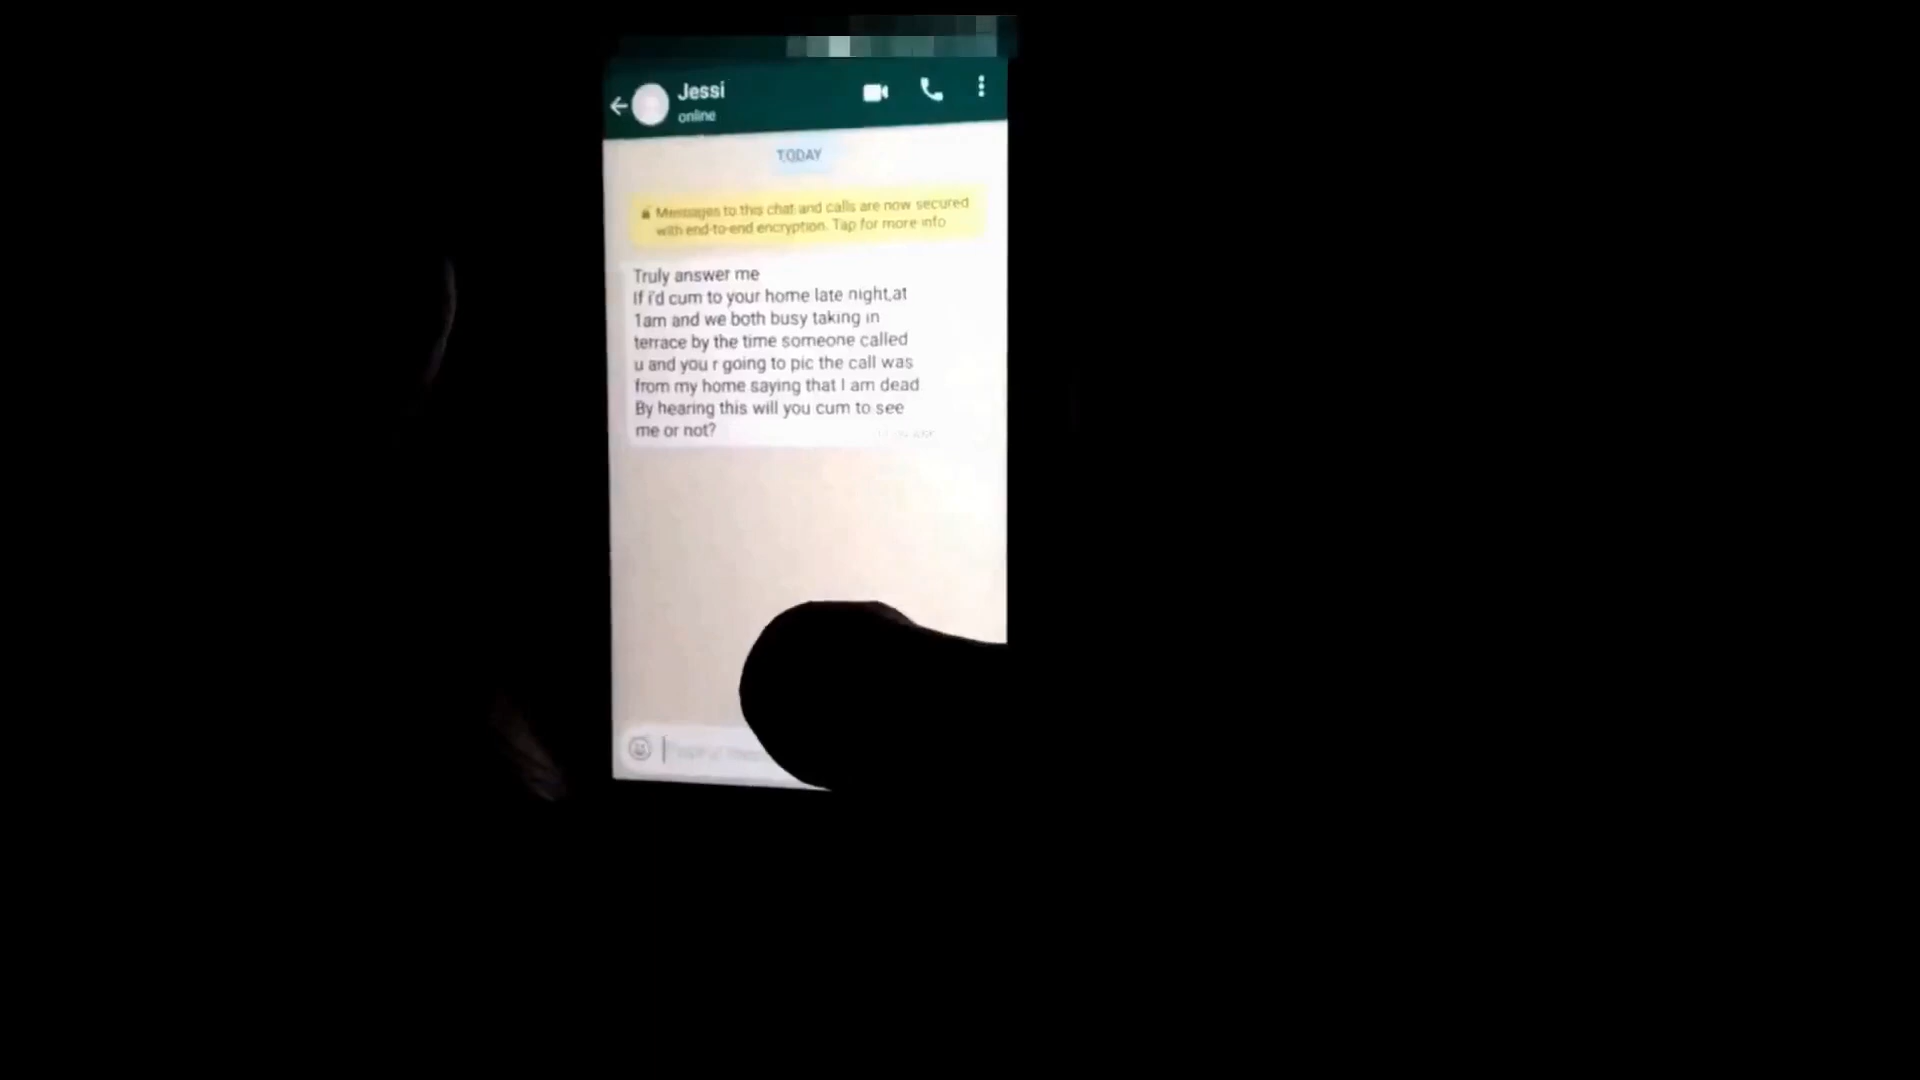 Jessi
online
TODAY
Messages to this chat and calls are now secured
with end-to-end encryption. Tap for more info
Truly answer me
If i'd cum to your home late night,at
1am and we both busy taking in
terrace by the time someone called
u and you r going to pic the call was
from my home saying that I am dead
By hearing this will you cum to see
me or not?